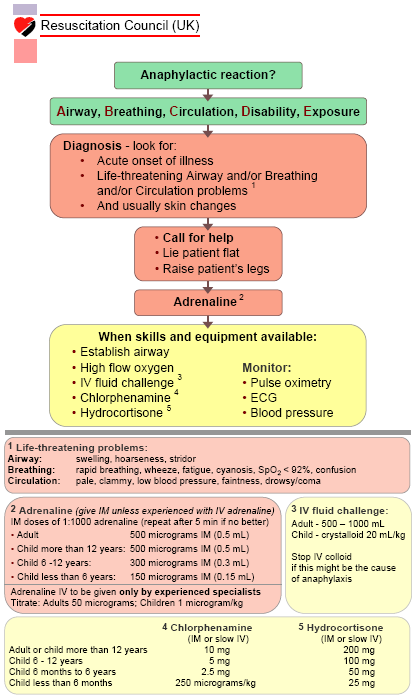 Resuscitation Council (UK)
Anaphylactic reaction?
Airway, Breathing, Circulation, Disability, Exposure
Diagnosis - look for:
• Acute onset of illness
• Life-threatening Airway and/or Breathing
and/or Circulation problems 1
• And usually skin changes
• Call for help
• Lie patient flat
• Raise patient's legs
Adrenaline 2
When skills and equipment available:
• Establish airway
• High flow oxygen
• IV fluid challenge 3
• Chlorphenamine 4
• Hydrocortisone 5
Monitor:
• Pulse oximetry
• ECG
• Blood pressure
1 Life-threatening problems:
Airway: swelling, hoarseness, stridor
Breathing: rapid breathing, wheeze, fatigue, cyanosis, SpO2 < 92%, confusion
Circulation: pale, clammy, low blood pressure, faintness, drowsy/coma
2 Adrenaline (give IM unless experienced with IV adrenaline)
IM doses of 1:1000 adrenaline (repeat after 5 min if no better)
• Adult 500 micrograms IM (0.5 mL)
• Child more than 12 years: 500 micrograms IM (0.5 mL)
• Child 6 -12 years: 300 micrograms IM (0.3 mL)
• Child less than 6 years: 150 micrograms IM (0.15 mL)
Adrenaline IV to be given only by experienced specialists
Titrate: Adults 50 micrograms; Children 1 microgram/kg
3 IV fluid challenge:
Adult - 500 – 1000 mL
Child - crystalloid 20 mL/kg
Stop IV colloid
if this might be the cause
of anaphylaxis
4 Chlorphenamine 5 Hydrocortisone
(IM or slow IV) (IM or slow IV)
Adult or child more than 12 years 10 mg 200 mg
Child 6 - 12 years 5 mg 100 mg
Child 6 months to 6 years 2.5 mg 50 mg
Child less than 6 months 250 micrograms/kg 25 mg